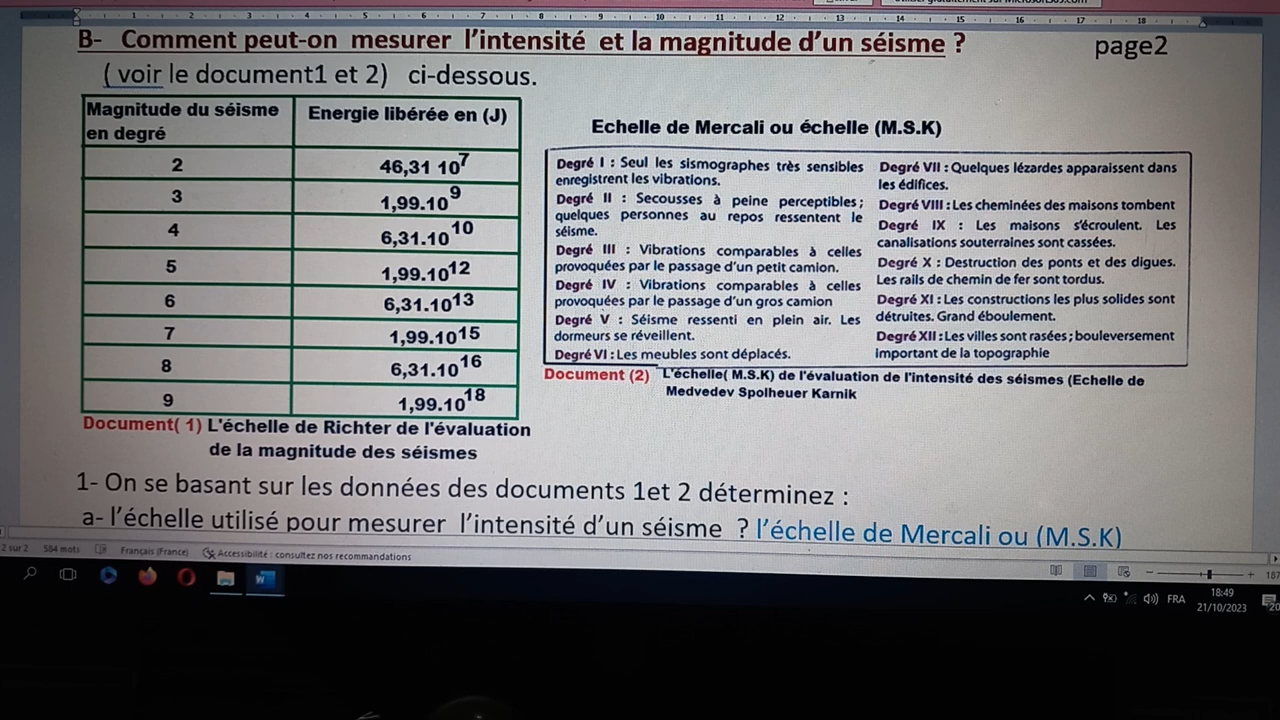 B- Comment peut-on mesurer l'intensité et la magnitude d'un séisme ?
page2
( voir le document1 et 2) ci-dessous.
Magnitude du séisme en degré | Energie libérée en (J)
2 | 46,31 10⁷
3 | 1,99.10⁹
4 | 6,31.10¹⁰
5 | 1,99.10¹²
6 | 6,31.10¹³
7 | 1,99.10¹⁵
8 | 6,31.10¹⁶
9 | 1,99.10¹⁸
Document( 1) L'échelle de Richter de l'évaluation
de la magnitude des séismes
Echelle de Mercali ou échelle (M.S.K)
Degré I : Seul les sismographes très sensibles
enregistrent les vibrations.
Degré II : Secousses à peine perceptibles;
quelques personnes au repos ressentent le
séisme.
Degré III : Vibrations comparables à celles
provoquées par le passage d'un petit camion.
Degré IV : Vibrations comparables à celles
provoquées par le passage d'un gros camion
Degré V : Séisme ressenti en plein air. Les
dormeurs se réveillent.
Degré VI : Les meubles sont déplacés.
Degré VII : Quelques lézardes apparaissent dans
les édifices.
Degré VIII : Les cheminées des maisons tombent
Degré IX : Les maisons s'écroulent. Les
canalisations souterraines sont cassées.
Degré X : Destruction des ponts et des digues.
Les rails de chemin de fer sont tordus.
Degré XI : Les constructions les plus solides sont
détruites. Grand éboulement.
Degré XII : Les villes sont rasées ; bouleversement
important de la topographie
Document (2) L'échelle( M.S.K) de l'évaluation de l'intensité des séismes (Echelle de
Medvedev Spolheuer Karnik
1- On se basant sur les données des documents 1et 2 déterminez :
a- l'échelle utilisé pour mesurer l'intensité d'un séisme ? l'échelle de Mercali ou (M.S.K)
2 sur 2 584 mots Français (France) Accessibilité : consultez nos recommandations
FRA
18:49
21/10/2023